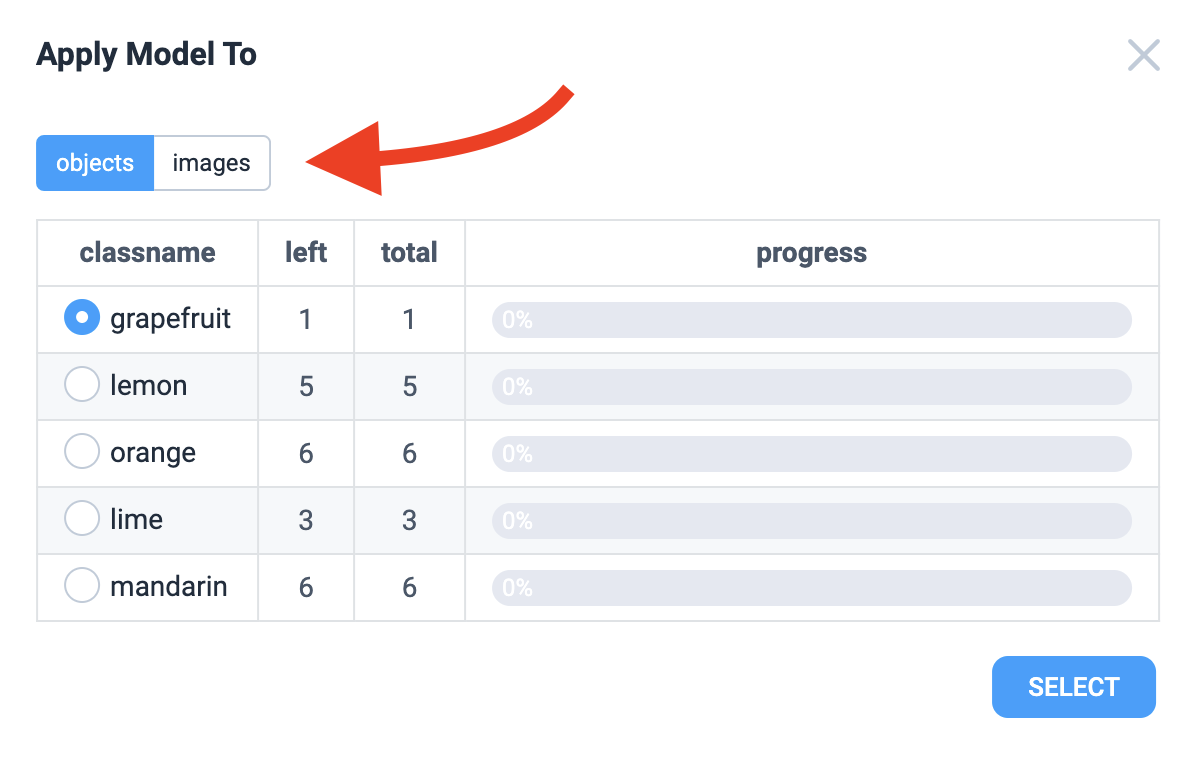 Apply Model To
objects images
classname left total progress
grapefruit 1 1 0%
lemon 5 5 0%
orange 6 6 0%
lime 3 3 0%
mandarin 6 6 0%
SELECT